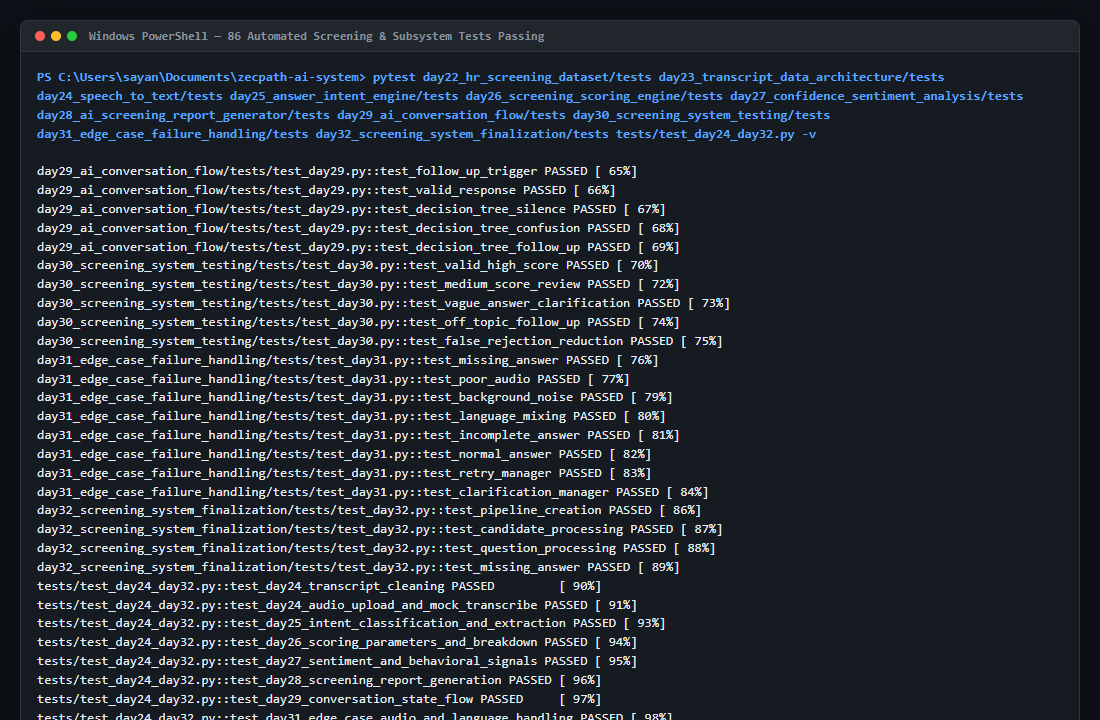 Windows PowerShell — 86 Automated Screening & Subsystem Tests Passing
PS C:\Users\sayan\Documents\zecpath-ai-system> pytest day22_hr_screening_dataset/tests day23_transcript_data_architecture/tests
day24_speech_to_text/tests day25_answer_intent_engine/tests day26_screening_scoring_engine/tests day27_confidence_sentiment_analysis/tests
day28_ai_screening_report_generator/tests day29_ai_conversation_flow/tests day30_screening_system_testing/tests
day31_edge_case_failure_handling/tests day32_screening_system_finalization/tests tests/test_day24_day32.py -v
day29_ai_conversation_flow/tests/test_day29.py::test_follow_up_trigger PASSED [ 65%]
day29_ai_conversation_flow/tests/test_day29.py::test_valid_response PASSED [ 66%]
day29_ai_conversation_flow/tests/test_day29.py::test_decision_tree_silence PASSED [ 67%]
day29_ai_conversation_flow/tests/test_day29.py::test_decision_tree_confusion PASSED [ 68%]
day29_ai_conversation_flow/tests/test_day29.py::test_decision_tree_follow_up PASSED [ 69%]
day30_screening_system_testing/tests/test_day30.py::test_valid_high_score PASSED [ 70%]
day30_screening_system_testing/tests/test_day30.py::test_medium_score_review PASSED [ 72%]
day30_screening_system_testing/tests/test_day30.py::test_vague_answer_clarification PASSED [ 73%]
day30_screening_system_testing/tests/test_day30.py::test_off_topic_follow_up PASSED [ 74%]
day30_screening_system_testing/tests/test_day30.py::test_false_rejection_reduction PASSED [ 75%]
day31_edge_case_failure_handling/tests/test_day31.py::test_missing_answer PASSED [ 76%]
day31_edge_case_failure_handling/tests/test_day31.py::test_poor_audio PASSED [ 77%]
day31_edge_case_failure_handling/tests/test_day31.py::test_background_noise PASSED [ 79%]
day31_edge_case_failure_handling/tests/test_day31.py::test_language_mixing PASSED [ 80%]
day31_edge_case_failure_handling/tests/test_day31.py::test_incomplete_answer PASSED [ 81%]
day31_edge_case_failure_handling/tests/test_day31.py::test_normal_answer PASSED [ 82%]
day31_edge_case_failure_handling/tests/test_day31.py::test_retry_manager PASSED [ 83%]
day31_edge_case_failure_handling/tests/test_day31.py::test_clarification_manager PASSED [ 84%]
day32_screening_system_finalization/tests/test_day32.py::test_pipeline_creation PASSED [ 86%]
day32_screening_system_finalization/tests/test_day32.py::test_candidate_processing PASSED [ 87%]
day32_screening_system_finalization/tests/test_day32.py::test_question_processing PASSED [ 88%]
day32_screening_system_finalization/tests/test_day32.py::test_missing_answer PASSED [ 89%]
tests/test_day24_day32.py::test_day24_transcript_cleaning PASSED         [ 90%]
tests/test_day24_day32.py::test_day24_audio_upload_and_mock_transcribe PASSED [ 91%]
tests/test_day24_day32.py::test_day25_intent_classification_and_extraction PASSED [ 93%]
tests/test_day24_day32.py::test_day26_scoring_parameters_and_breakdown PASSED [ 94%]
tests/test_day24_day32.py::test_day27_sentiment_and_behavioral_signals PASSED [ 95%]
tests/test_day24_day32.py::test_day28_screening_report_generation PASSED [ 96%]
tests/test_day24_day32.py::test_day29_conversation_state_flow PASSED     [ 97%]
tests/test_day24_day32.py::test_day31_edge_case_audio_and_language_handling PASSED [ 98%]